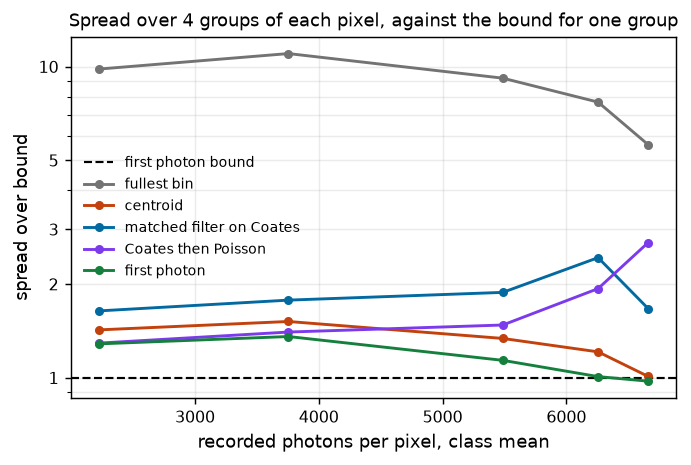 Spread over 4 groups of each pixel, against the bound for one group
spread over bound
10
5
3
2
1
first photon bound
fullest bin
centroid
matched filter on Coates
Coates then Poisson
first photon
3000 4000 5000 6000
recorded photons per pixel, class mean